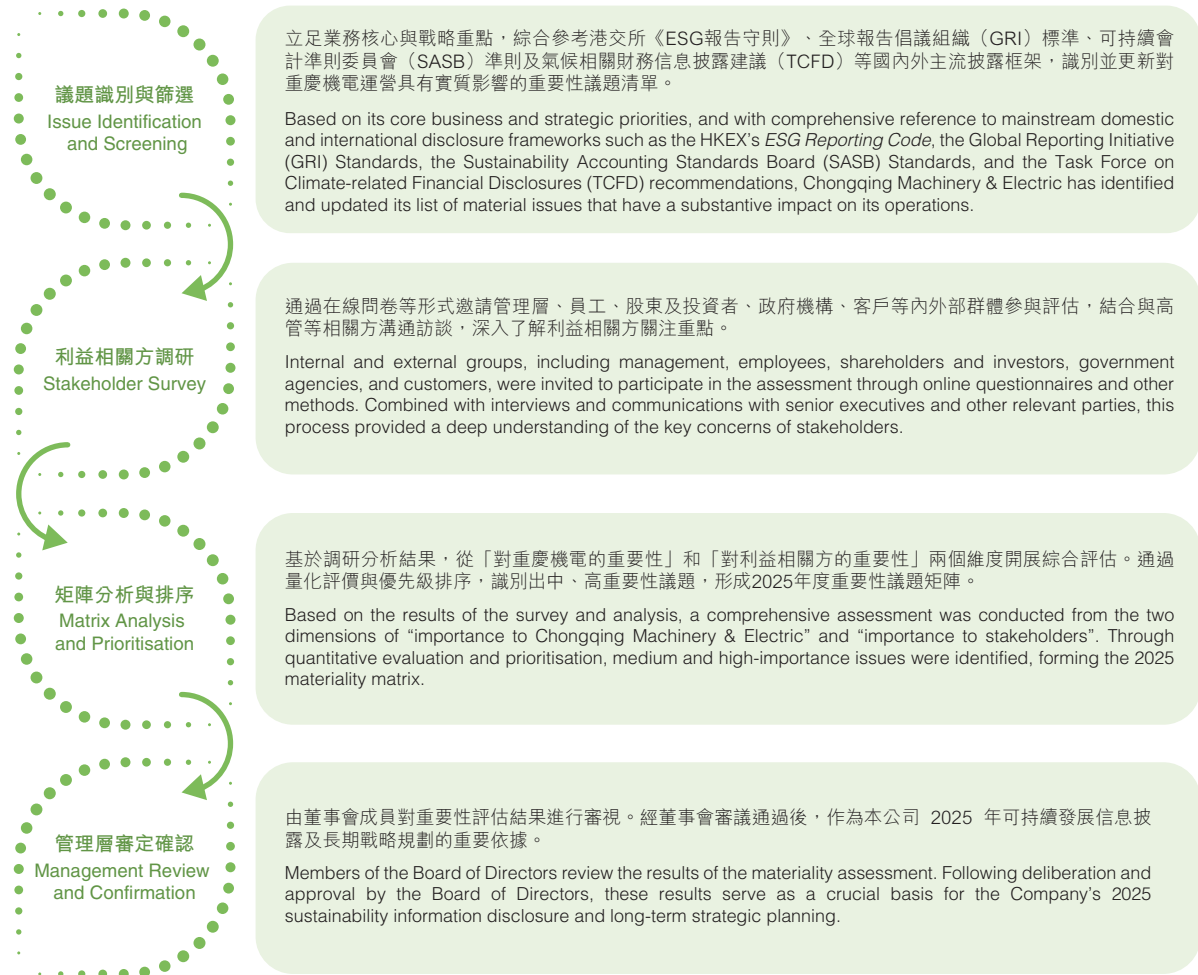 議題識別與篩選
Issue Identification
and Screening
立足業務核心與戰略重點，綜合參考港交所《ESG報告守則》、全球報告倡議組織（GRI）標準、可持續會
計準則委員會（SASB）準則及氣候相關財務信息披露建議（TCFD）等國內外主流披露框架，識別並更新對
重慶機電運營具有實質影響的重要性議題清單。
Based on its core business and strategic priorities, and with comprehensive reference to mainstream domestic
and international disclosure frameworks such as the HKEX's ESG Reporting Code, the Global Reporting Initiative
(GRI) Standards, the Sustainability Accounting Standards Board (SASB) Standards, and the Task Force on
Climate-related Financial Disclosures (TCFD) recommendations, Chongqing Machinery & Electric has identified
and updated its list of material issues that have a substantive impact on its operations.
利益相關方調研
Stakeholder Survey
通過在線問卷等形式邀請管理層、員工、股東及投資者、政府機構、客戶等內外部群體參與評估，結合與高
管等相關方溝通訪談，深入了解利益相關方關注重點。
Internal and external groups, including management, employees, shareholders and investors, government
agencies, and customers, were invited to participate in the assessment through online questionnaires and other
methods. Combined with interviews and communications with senior executives and other relevant parties, this
process provided a deep understanding of the key concerns of stakeholders.
矩陣分析與排序
Matrix Analysis
and Prioritisation
基於調研分析結果，從「對重慶機電的重要性」和「對利益相關方的重要性」兩個維度開展綜合評估。通過
量化評價與優先級排序，識別出中、高重要性議題，形成2025年度重要性議題矩陣。
Based on the results of the survey and analysis, a comprehensive assessment was conducted from the two
dimensions of “importance to Chongqing Machinery & Electric” and “importance to stakeholders”. Through
quantitative evaluation and prioritisation, medium and high-importance issues were identified, forming the 2025
materiality matrix.
管理層審定確認
Management Review
and Confirmation
由董事會成員對重要性評估結果進行審視。經董事會審議通過後，作為本公司 2025 年可持續發展信息披
露及長期戰略規劃的重要依據。
Members of the Board of Directors review the results of the materiality assessment. Following deliberation and
approval by the Board of Directors, these results serve as a crucial basis for the Company's 2025
sustainability information disclosure and long-term strategic planning.